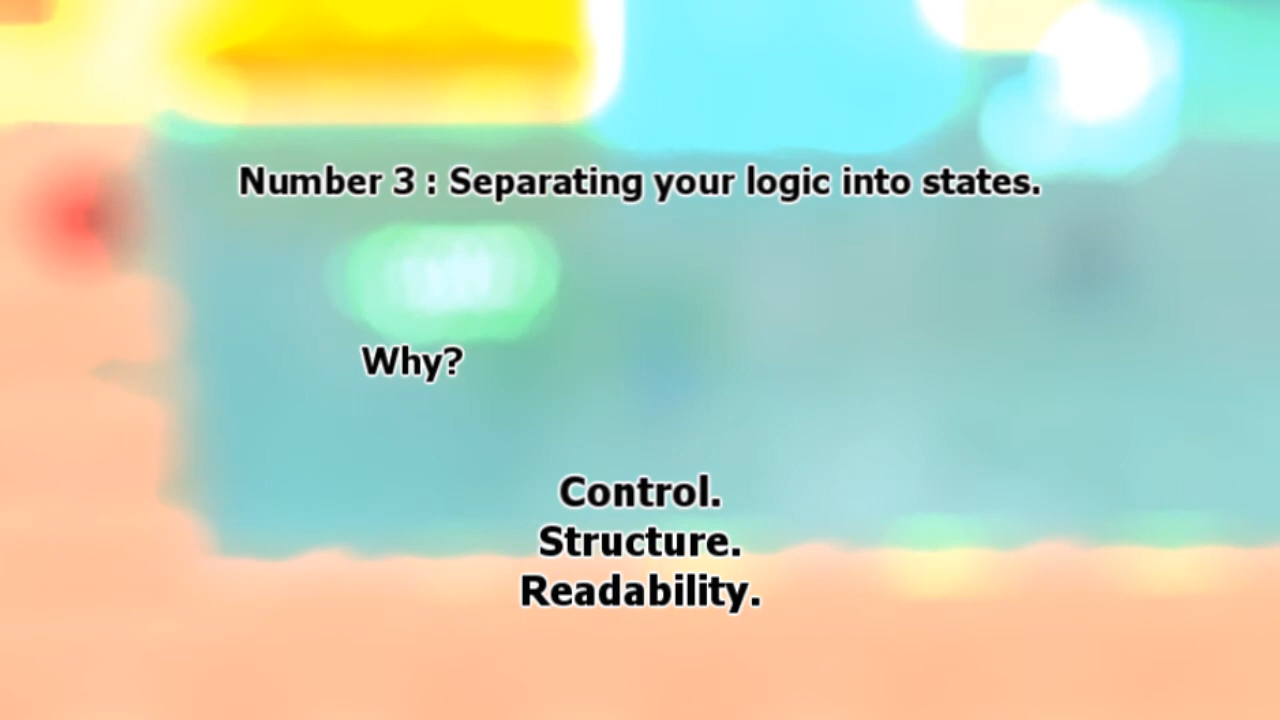 Number 3 : Separating your logic into states.
Why?
Control.
Structure.
Readability.